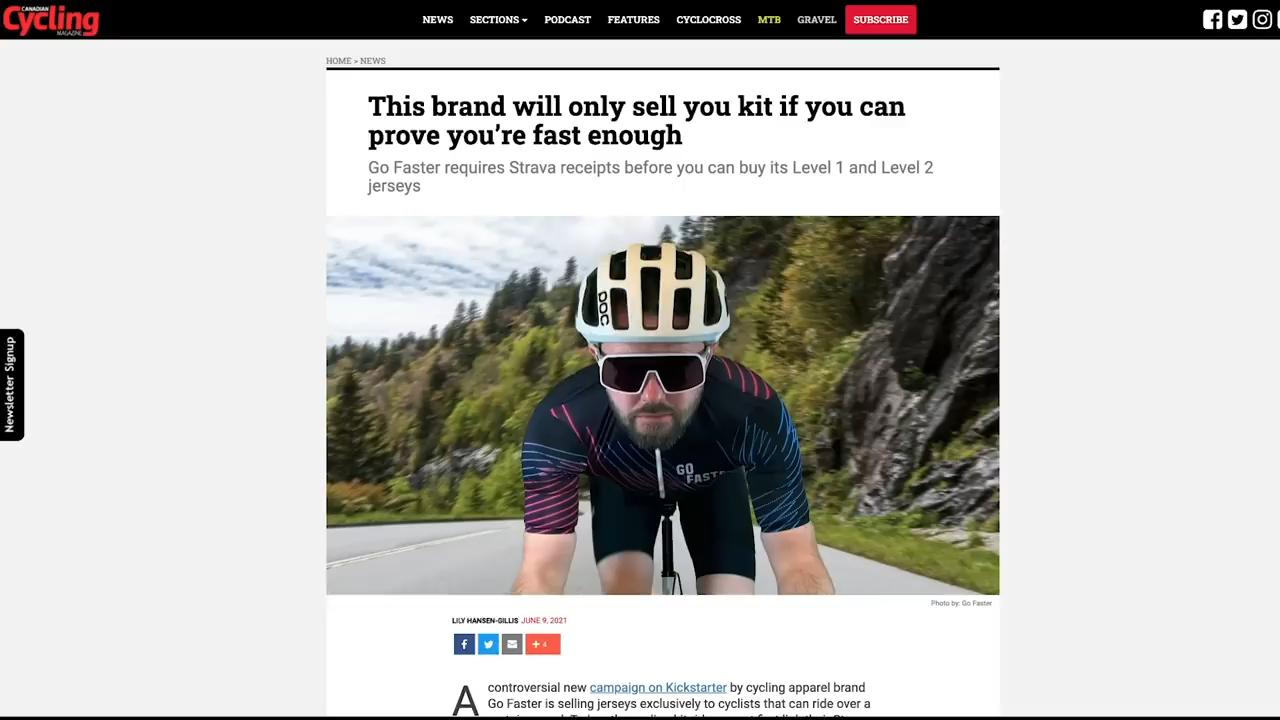 CANADIAN
Cycling
MAGAZINE
NEWS SECTIONS PODCAST FEATURES CYCLOCROSS MTB GRAVEL SUBSCRIBE
HOME > NEWS
This brand will only sell you kit if you can
prove you're fast enough
Go Faster requires Strava receipts before you can buy its Level 1 and Level 2
jerseys
POC
GO
FAST
Newsletter Signup
Photo by: Go Faster
LILY HANSEN-GILLIS JUNE 9, 2021
+ 4
A controversial new campaign on Kickstarter by cycling apparel brand
Go Faster is selling jerseys exclusively to cyclists that can ride over a